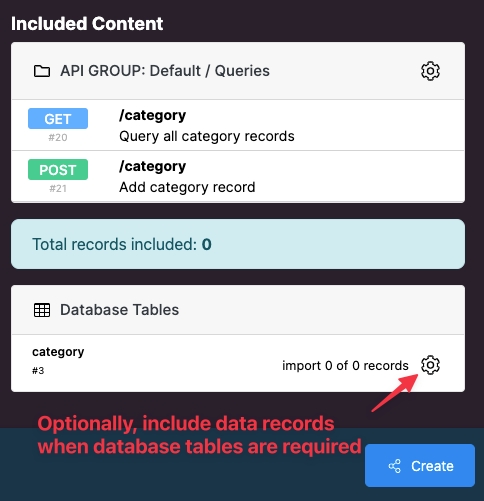 Included Content
API GROUP: Default / Queries
GET
/category
#20
Query all category records
POST
/category
#21
Add category record
Total records included: 0
Database Tables
category
#3
import 0 of 0 records
Optionally, include data records
when database tables are required
Create